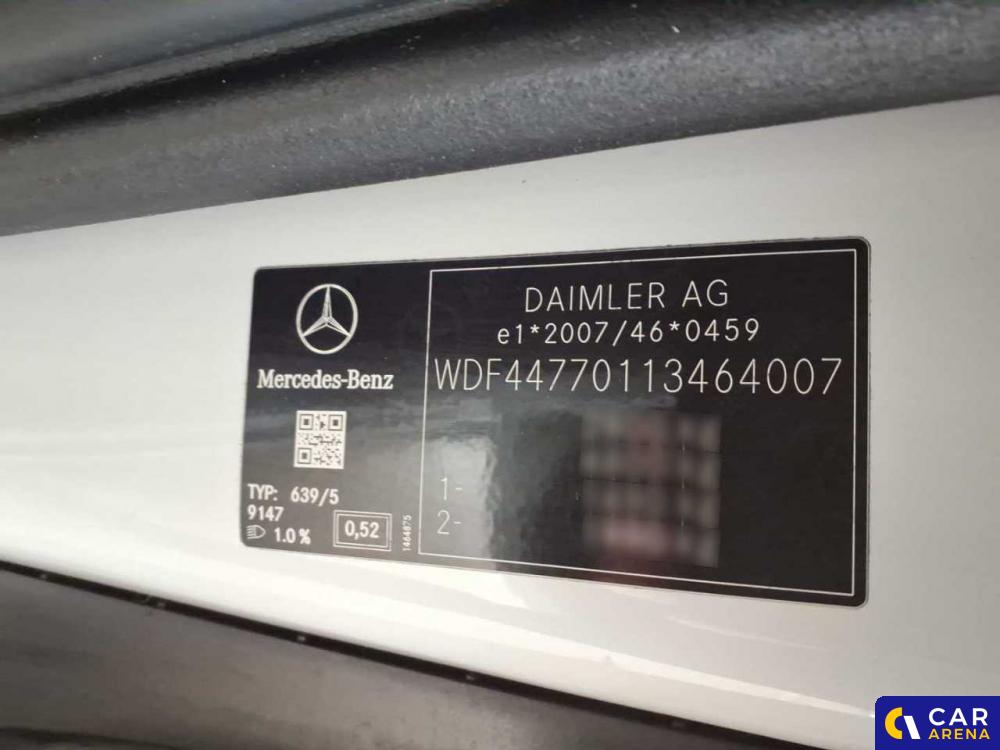 Mercedes-Benz
TYP: 639/5
9147
1.0%
0,52
1464875
DAIMLER AG
e1*2007/46*0459
WDF44770113464007
1-
2-
CAR
ARENA